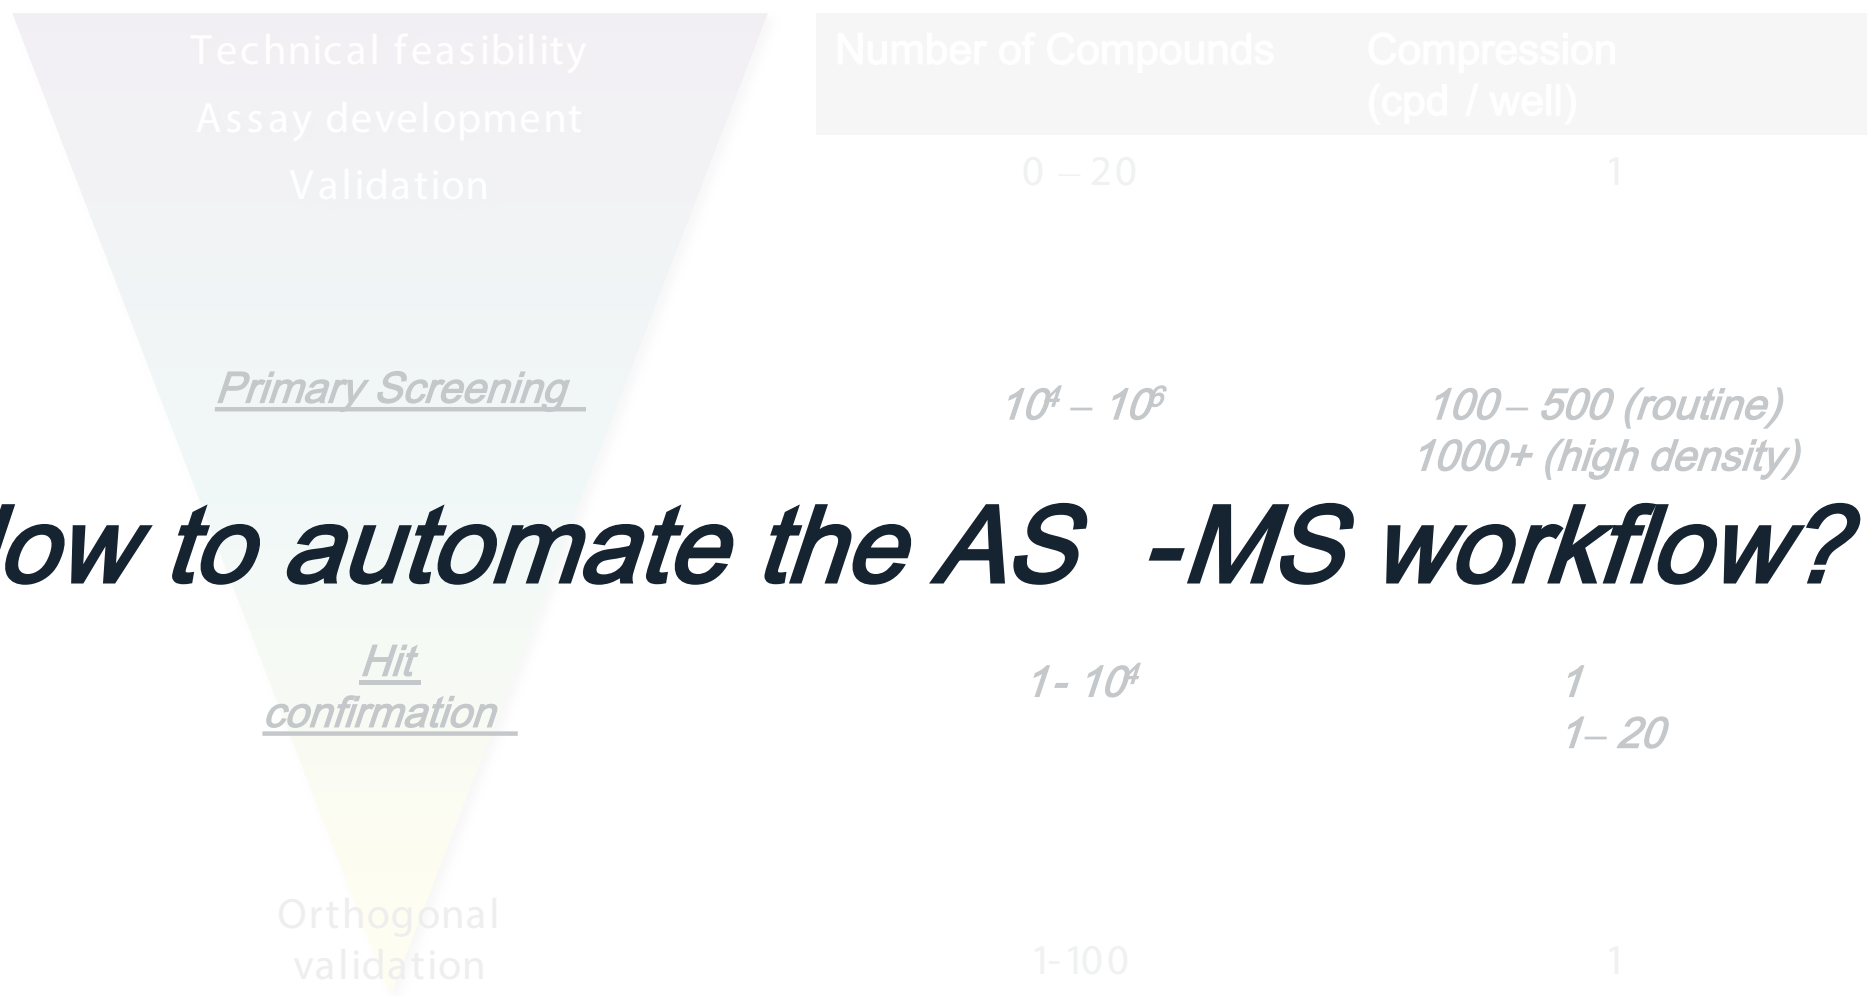 Technical feasibility
Assay development
Validation
Number of Compounds Compression
(cpd / well)
0 – 20 1
Primary Screening 10⁴ – 10⁶ 100 – 500 (routine)
1000+ (high density)
low to automate the AS -MS workflow?
Hit
confirmation
1- 10⁴ 1
1– 20
Orthogonal
validation
1-100 1